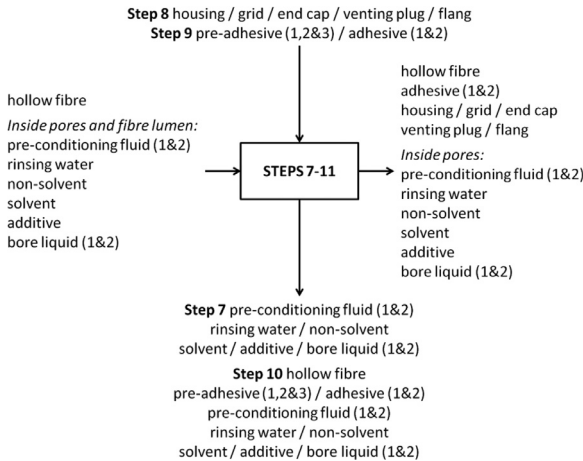 Step 8 housing / grid / end cap / venting plug / flang
Step 9 pre-adhesive (1,2&3) / adhesive (1&2)
hollow fibre
Inside pores and fibre lumen:
pre-conditioning fluid (1&2)
rinsing water
non-solvent
solvent
additive
bore liquid (1&2)
STEPS 7-11
hollow fibre
adhesive (1&2)
housing / grid / end cap
venting plug / flang
Inside pores:
pre-conditioning fluid (1&2)
rinsing water
non-solvent
solvent
additive
bore liquid (1&2)
Step 7 pre-conditioning fluid (1&2)
rinsing water / non-solvent
solvent / additive / bore liquid (1&2)
Step 10 hollow fibre
pre-adhesive (1,2&3) / adhesive (1&2)
pre-conditioning fluid (1&2)
rinsing water / non-solvent
solvent / additive / bore liquid (1&2)